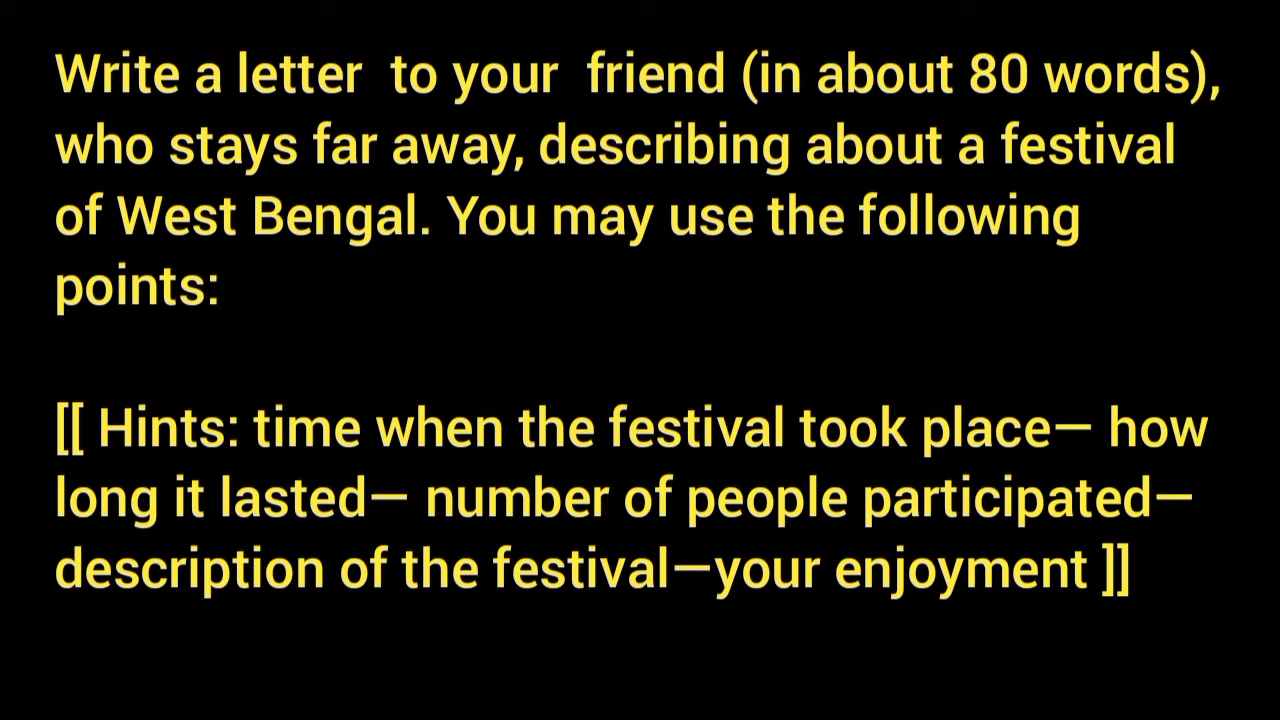 Write a letter to your friend (in about 80 words),
who stays far away, describing about a festival
of West Bengal. You may use the following
points:
[[ Hints: time when the festival took place— how
long it lasted— number of people participated—
description of the festival—your enjoyment ]]